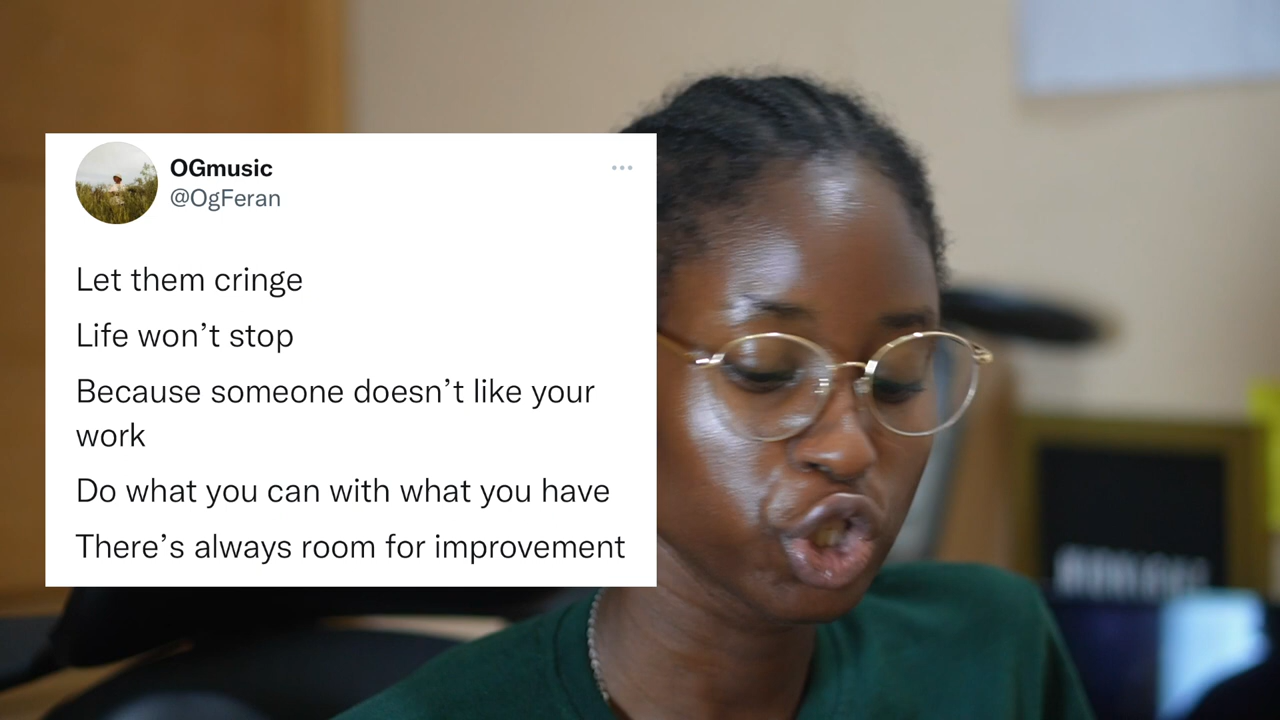 OGmusic
@OgFeran
Let them cringe
Life won’t stop
Because someone doesn’t like your
work
Do what you can with what you have
There’s always room for improvement